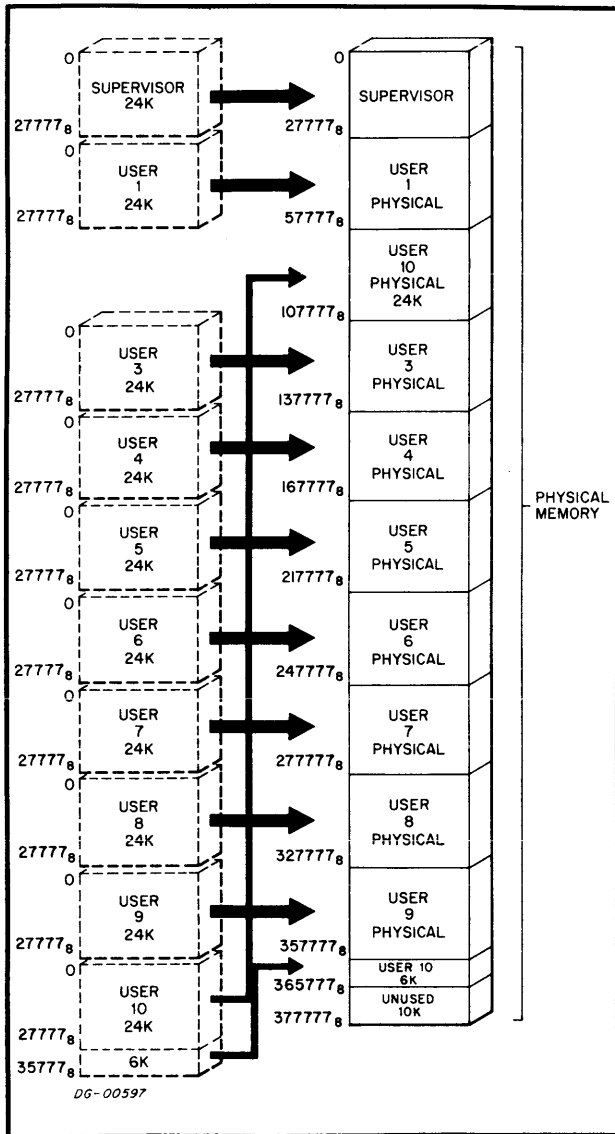 0
SUPERVISOR
24K
27777₈
0
USER
1
24K
27777₈
0
USER
3
24K
27777₈
0
USER
4
24K
27777₈
0
USER
5
24K
27777₈
0
USER
6
24K
27777₈
0
USER
7
24K
27777₈
0
USER
8
24K
27777₈
0
USER
9
24K
27777₈
0
USER
10
24K
27777₈
6K
35777₈
DG-00597
0
SUPERVISOR
27777₈
USER
1
PHYSICAL
57777₈
USER
10
PHYSICAL
24K
107777₈
USER
3
PHYSICAL
137777₈
USER
4
PHYSICAL
167777₈
USER
5
PHYSICAL
217777₈
USER
6
PHYSICAL
247777₈
USER
7
PHYSICAL
277777₈
USER
8
PHYSICAL
327777₈
USER
9
PHYSICAL
357777₈
USER 10
6K
365777₈
UNUSED
10K
377777₈
PHYSICAL
MEMORY